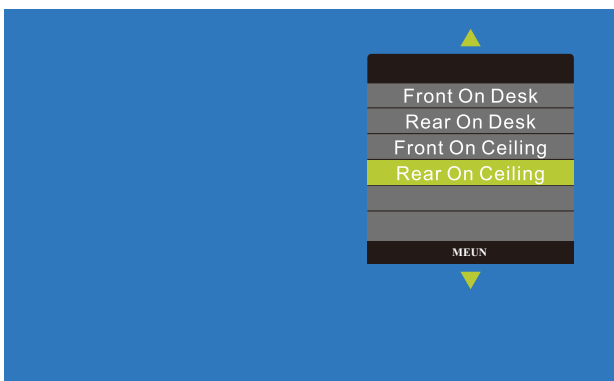 Front On Desk
Rear On Desk
Front On Ceiling
Rear On Ceiling
MEUN